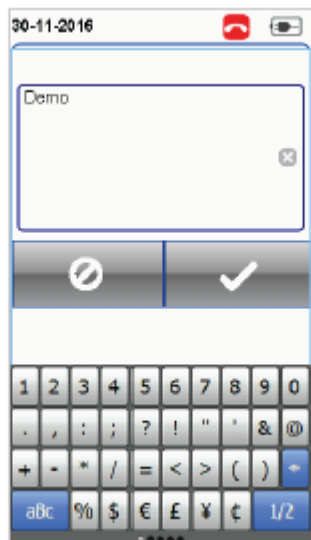 30-11-2016
Demo
1 2 3 4 5 6 7 8 9 0
. , : ; ? ! " ' & @
+ - * / = < > ( )
aBc % $ € £ ¥ ¢ 1/2